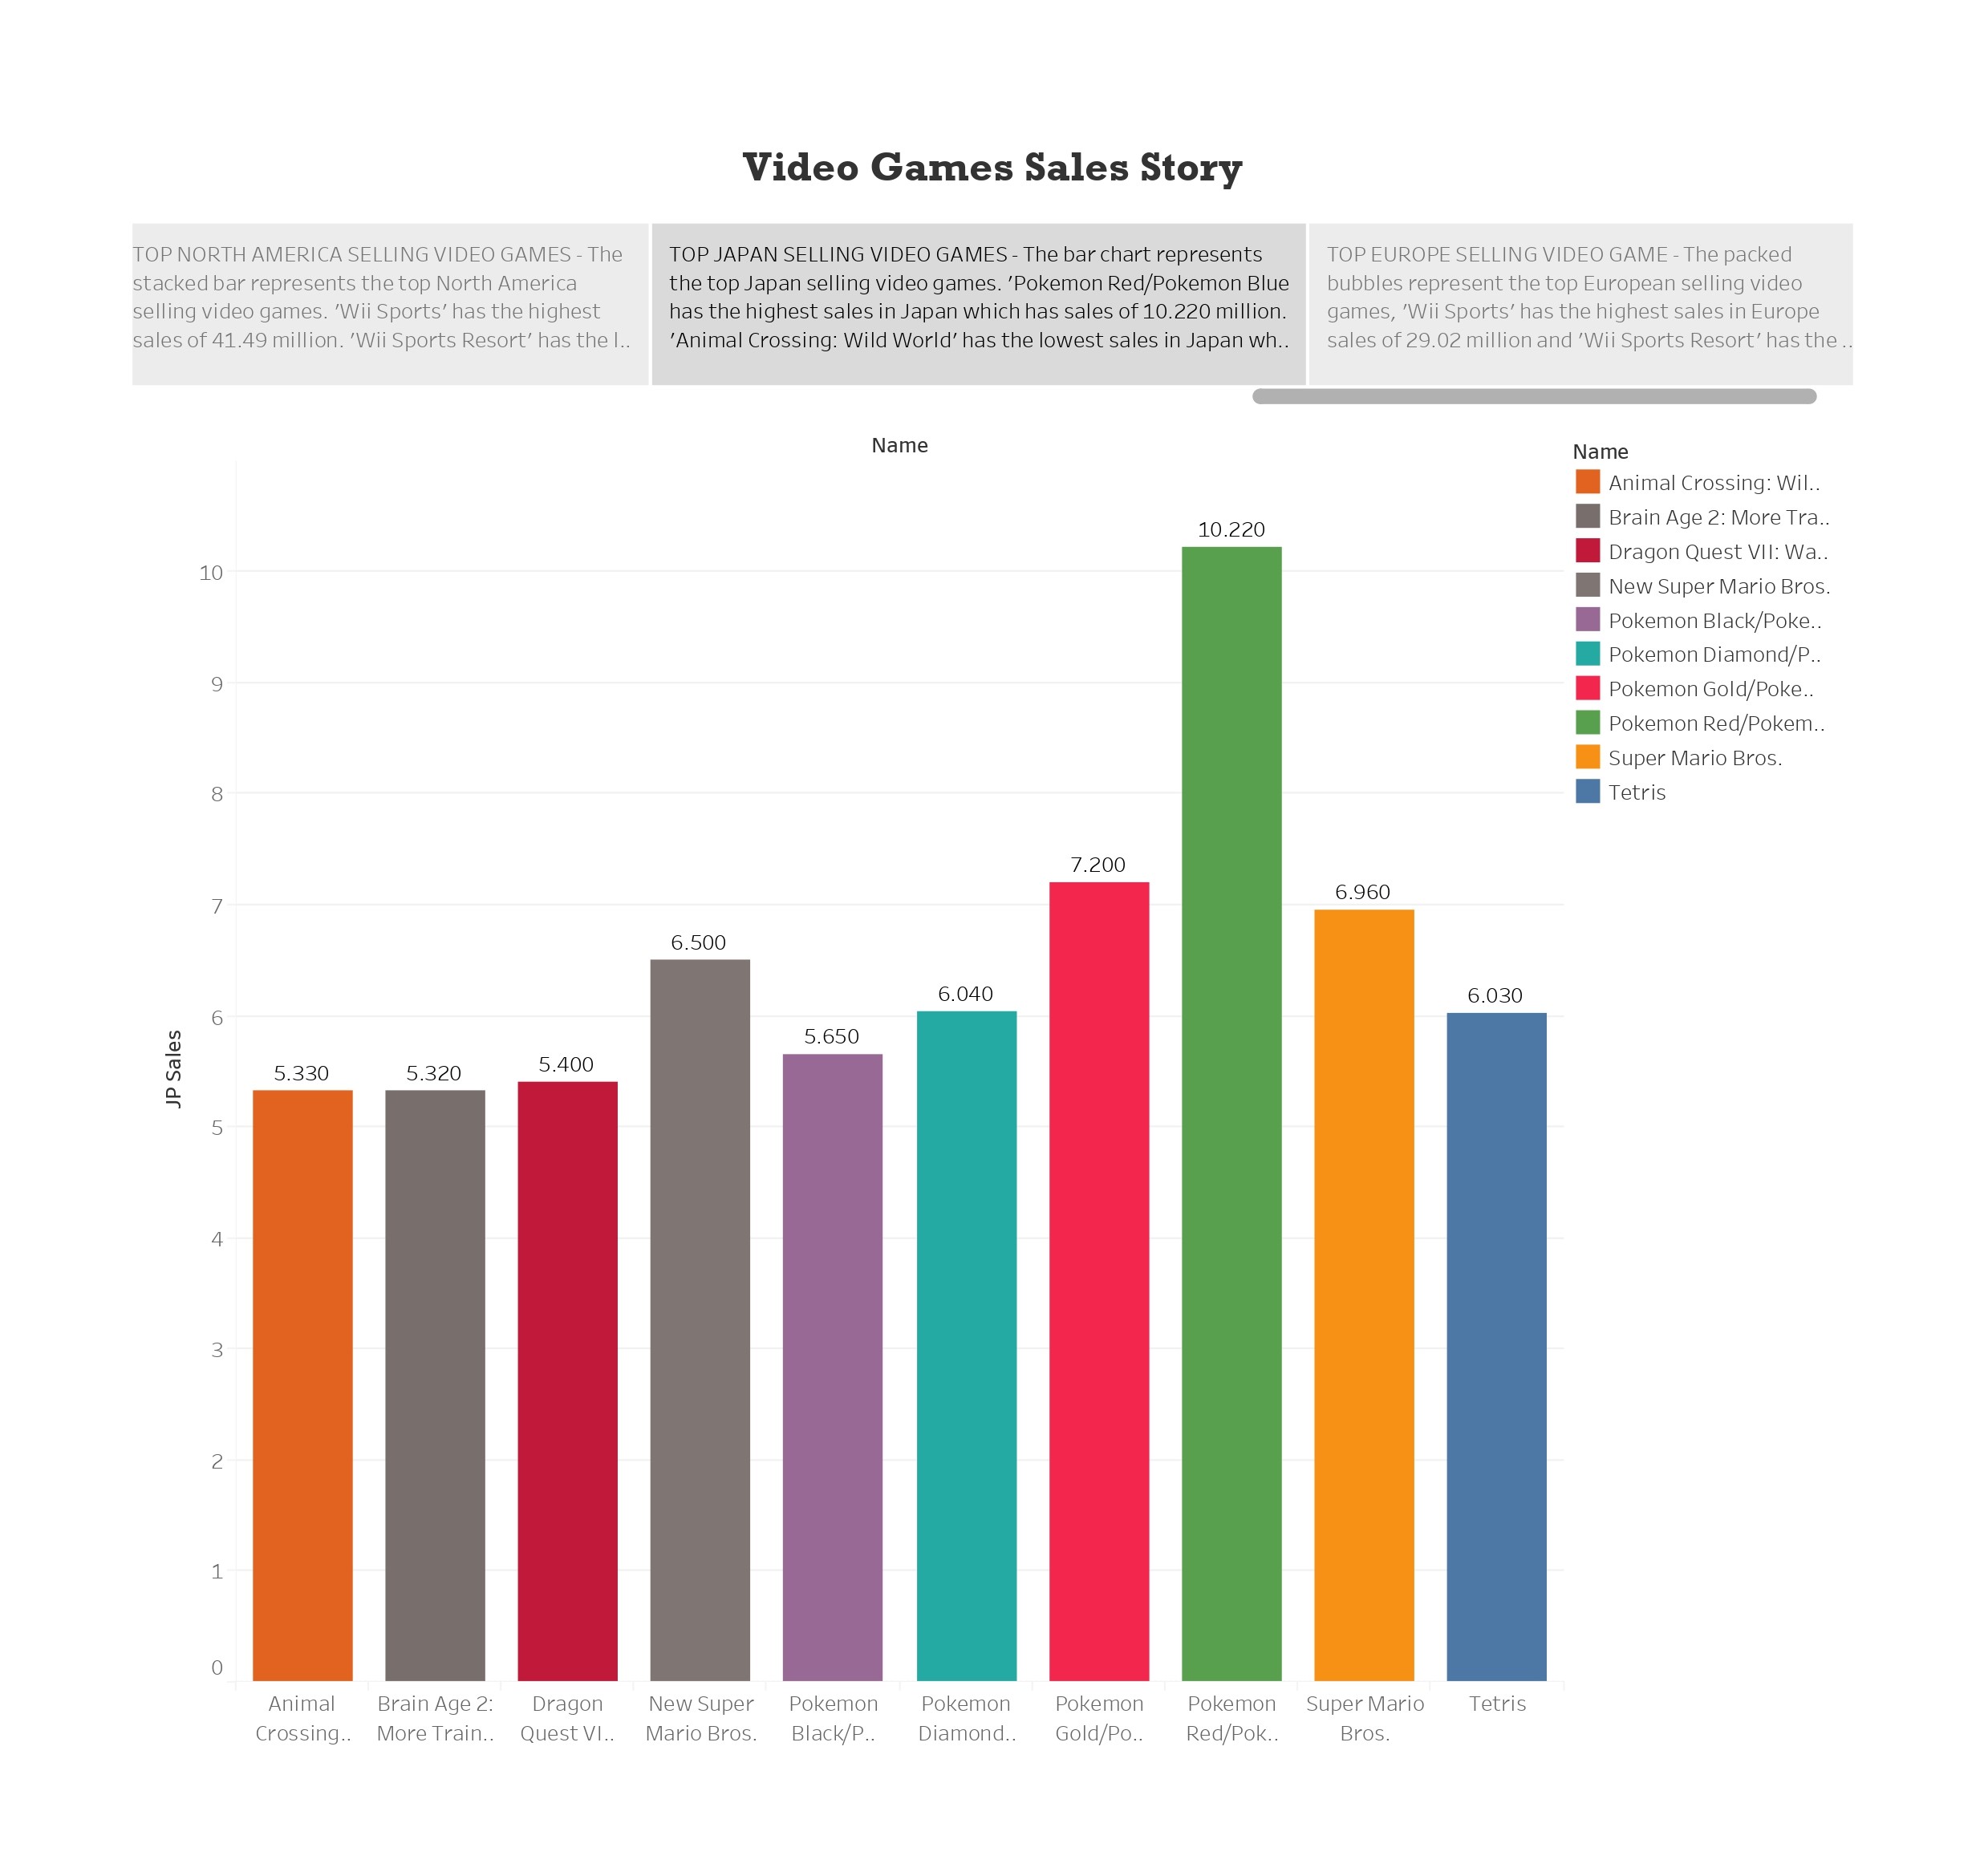 Video Games Sales Story
TOP NORTH AMERICA SELLING VIDEO GAMES - The
stacked bar represents the top North America
selling video games. 'Wii Sports' has the highest
sales of 41.49 million. 'Wii Sports Resort' has the l..
TOP JAPAN SELLING VIDEO GAMES - The bar chart represents
the top Japan selling video games. 'Pokemon Red/Pokemon Blue
has the highest sales in Japan which has sales of 10.220 million.
'Animal Crossing: Wild World' has the lowest sales in Japan wh..
TOP EUROPE SELLING VIDEO GAME - The packed
bubbles represent the top European selling video
games, 'Wii Sports' has the highest sales in Europe
sales of 29.02 million and 'Wii Sports Resort' has the ..
Name
10
9
8
7
6
5
4
3
2
1
0
JP Sales
5.330
5.320
5.400
6.500
5.650
6.040
7.200
10.220
6.960
6.030
Animal
Crossing..
Brain Age 2:
More Train..
Dragon
Quest VI..
New Super
Mario Bros.
Pokemon
Black/P..
Pokemon
Diamond..
Pokemon
Gold/Po..
Pokemon
Red/Pok..
Super Mario
Bros.
Tetris
Name
Animal Crossing: Wil..
Brain Age 2: More Tra..
Dragon Quest VII: Wa..
New Super Mario Bros.
Pokemon Black/Poke..
Pokemon Diamond/P..
Pokemon Gold/Poke..
Pokemon Red/Pokem..
Super Mario Bros.
Tetris